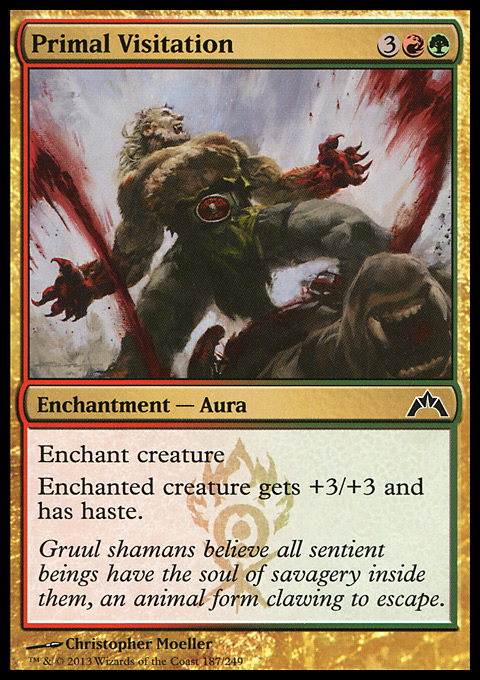 Primal Visitation 3
Enchantment — Aura
Enchant creature
Enchanted creature gets +3/+3 and
has haste.
Gruul shamans believe all sentient
beings have the soul of savagery inside
them, an animal form clawing to escape.
Christopher Moeller
™ & © 2013 Wizards of the Coast 187/249